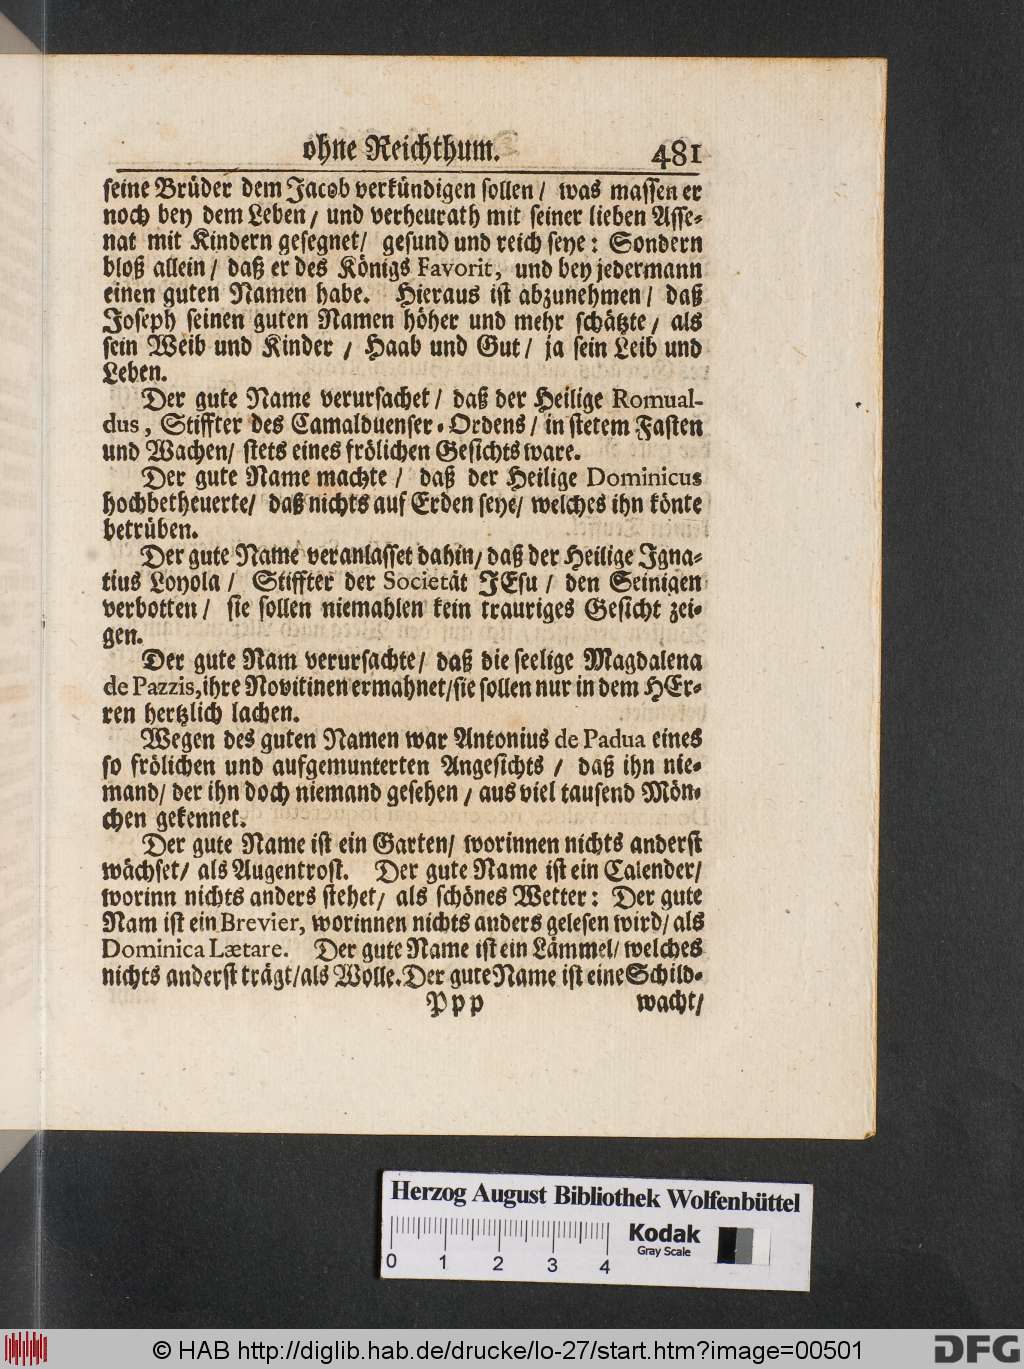 ohne Reichthum. 481
seine Brüder dem Jacob verkündigen sollen / was massen er
noch bey dem Leben / und verheurath mit seiner lieben Asse-
nat mit Kindern gesegnet / gesund und reich seye: Sondern
bloß allein / daß er des Königs Favorit, und bey jedermann
einen guten Namen habe. Hieraus ist abzunehmen / daß
Joseph seinen guten Namen höher und mehr schätzte / als
sein Weib und Kinder / Haab und Gut / ja sein Leib und
Leben.
Der gute Name verursachet / daß der Heilige Romual-
dus, Stiffter des Camalduenser-Ordens / in stetem Fasten
und Wachen / stets eines frölichen Gesichts ware.
Der gute Name machte / daß der Heilige Dominicus
hochbetheuerte / daß nichts auf Erden seye / welches ihn könte
betrüben.
Der gute Name veranlasset dahin / daß der Heilige Igna-
tius Loyola / Stiffter der Societät JEsu / den Seinigen
verbotten / sie sollen niemahlen kein trauriges Gesicht zei-
gen.
Der gute Nam verursachte / daß die seelige Magdalena
de Pazzis, ihre Novitinen ermahnet / sie sollen nur in dem HEr-
ren hertzlich lachen.
Wegen des guten Namen war Antonius de Padua eines
so frölichen und aufgemunterten Angesichts / daß ihn nie-
mand / der ihn doch niemand gesehen / aus viel tausend Mön-
chen gekennet.
Der gute Name ist ein Garten / worinnen nichts anderst
wächset / als Augentrost. Der gute Name ist ein Calender /
worinn nichts anders stehet / als schönes Wetter: Der gute
Nam ist ein Brevier, worinnen nichts anders gelesen wird / als
Dominica Lætare. Der gute Name ist ein Lämmel / welches
nichts anderst trägt / als Wolle. Der gute Name ist eine Schild-
Ppp wacht /
Herzog August Bibliothek Wolfenbüttel
Kodak
Gray Scale
0 1 2 3 4
© HAB http://diglib.hab.de/drucke/lo-27/start.htm?image=00501
DFG